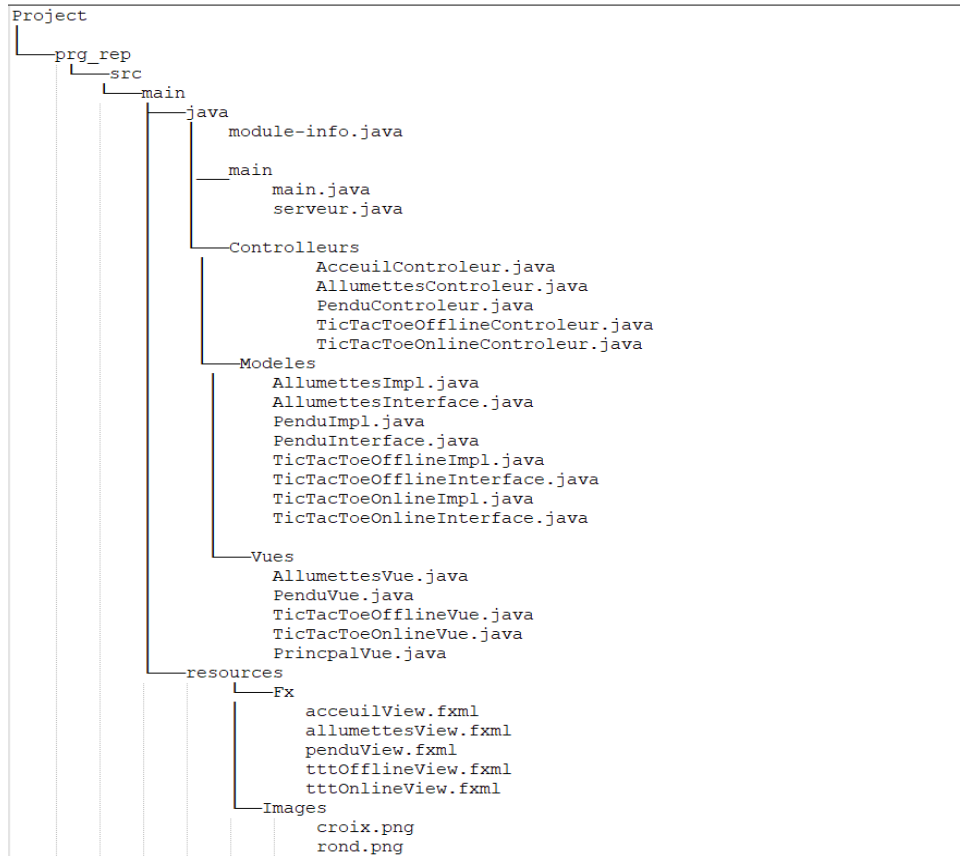 Project
prg_rep
src
main
java
module-info.java
main
main.java
serveur.java
Controlleurs
AcceuilControleur.java
AllumettesControleur.java
PenduControleur.java
TicTacToeOfflineControleur.java
TicTacToeOnlineControleur.java
Modeles
AllumettesImpl.java
AllumettesInterface.java
PenduImpl.java
PenduInterface.java
TicTacToeOfflineImpl.java
TicTacToeOfflineInterface.java
TicTacToeOnlineImpl.java
TicTacToeOnlineInterface.java
Vues
AllumettesVue.java
PenduVue.java
TicTacToeOfflineVue.java
TicTacToeOnlineVue.java
PrincpalVue.java
resources
Fx
acceuilView.fxml
allumettesView.fxml
penduView.fxml
tttOfflineView.fxml
tttOnlineView.fxml
Images
croix.png
rond.png